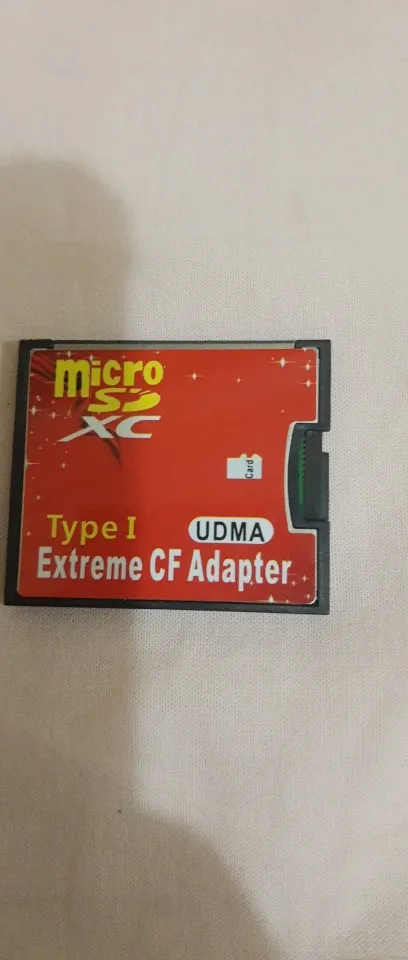 micro
SD
XC
Card
Type I
UDMA
Extreme CF Adapter